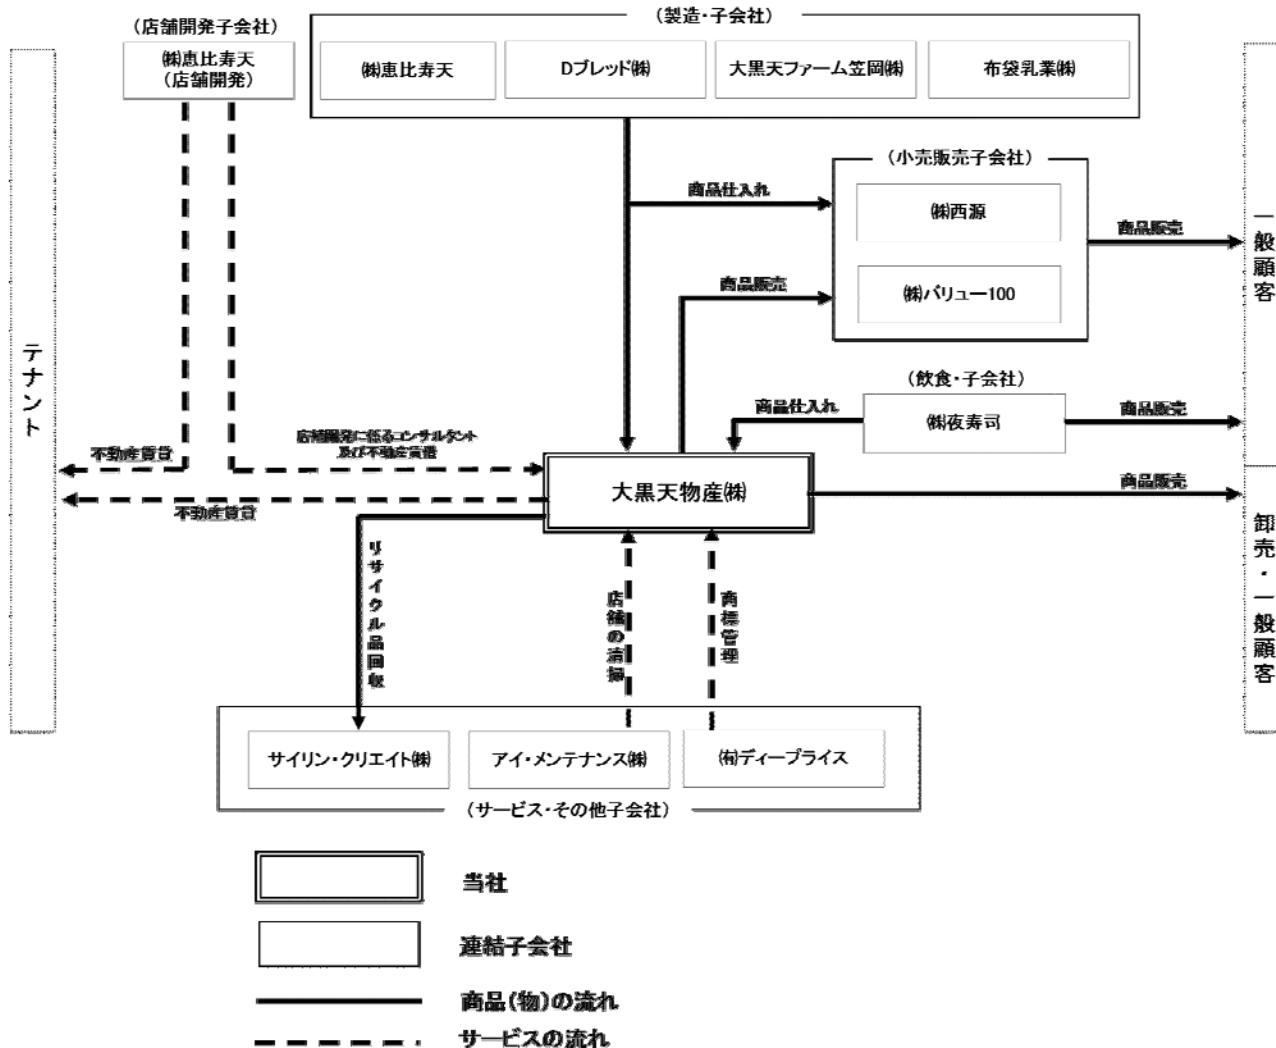 (店舗開発子会社)
㈱恵比寿天
(店舗開発)
(製造・子会社)
㈱恵比寿天
Dブレッド㈱
大黒天ファーム笠岡㈱
布袋乳業㈱
(小売販売子会社)
商品仕入れ
㈱西源
商品販売
商品販売
㈱バリュー100
一般顧客
テナント
(飲食・子会社)
商品仕入れ
㈱夜寿司
商品販売
店舗開発に係るコンサルタント
及び不動産賃借
不動産賃貸
大黒天物産㈱
商品販売
不動産賃貸
卸売・一般顧客
リサイクル品回収
店舗の清掃
商標管理
サイリン・クリエイト㈱
アイ・メンテナンス㈱
㈲ディープライス
(サービス・その他子会社)
当社
連結子会社
商品(物)の流れ
サービスの流れ